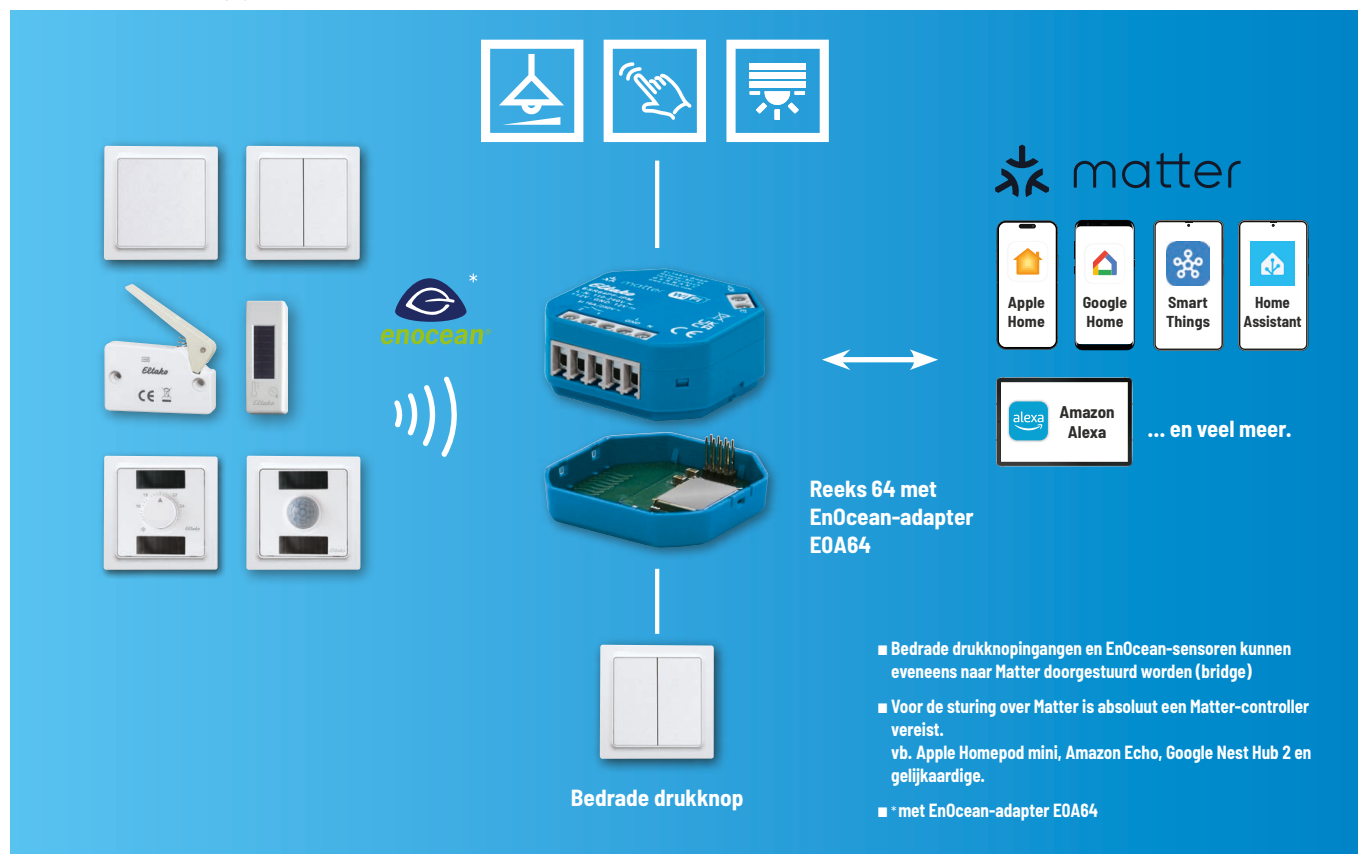 matter
enocean®
*
Eltako
matter
WiFi
Apple
Home
Google
Home
Smart
Things
Home
Assistant
alexa
Amazon
Alexa
... en veel meer.
Eltako
CE
Reeks 64 met
EnOcean-adapter
EOA64
Bedrade drukknop
■ Bedrade drukknopingangen en EnOcean-sensoren kunnen
eveneens naar Matter doorgestuurd worden (bridge)
■ Voor de sturing over Matter is absoluut een Matter-controller
vereist.
vb. Apple Homepod mini, Amazon Echo, Google Nest Hub 2 en
gelijkaardige.
■ *met EnOcean-adapter EOA64